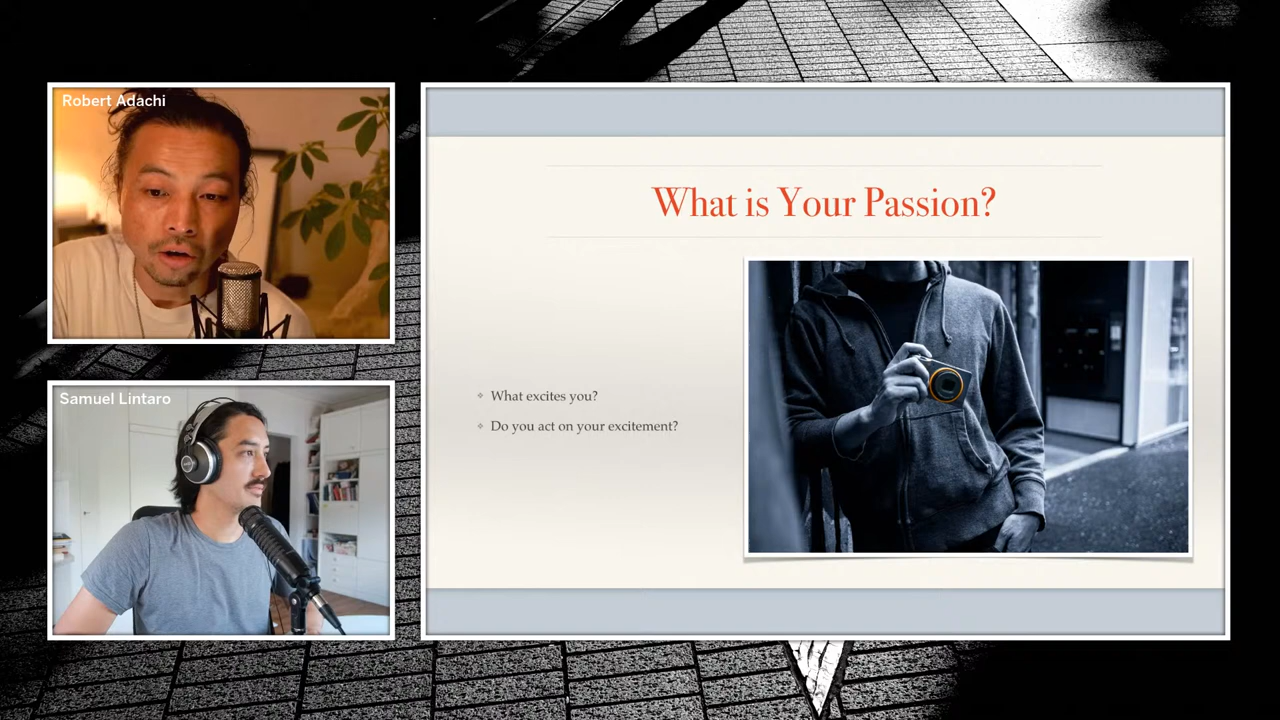 Robert Adachi
Samuel Lintaro
What is Your Passion?
What excites you?
Do you act on your excitement?